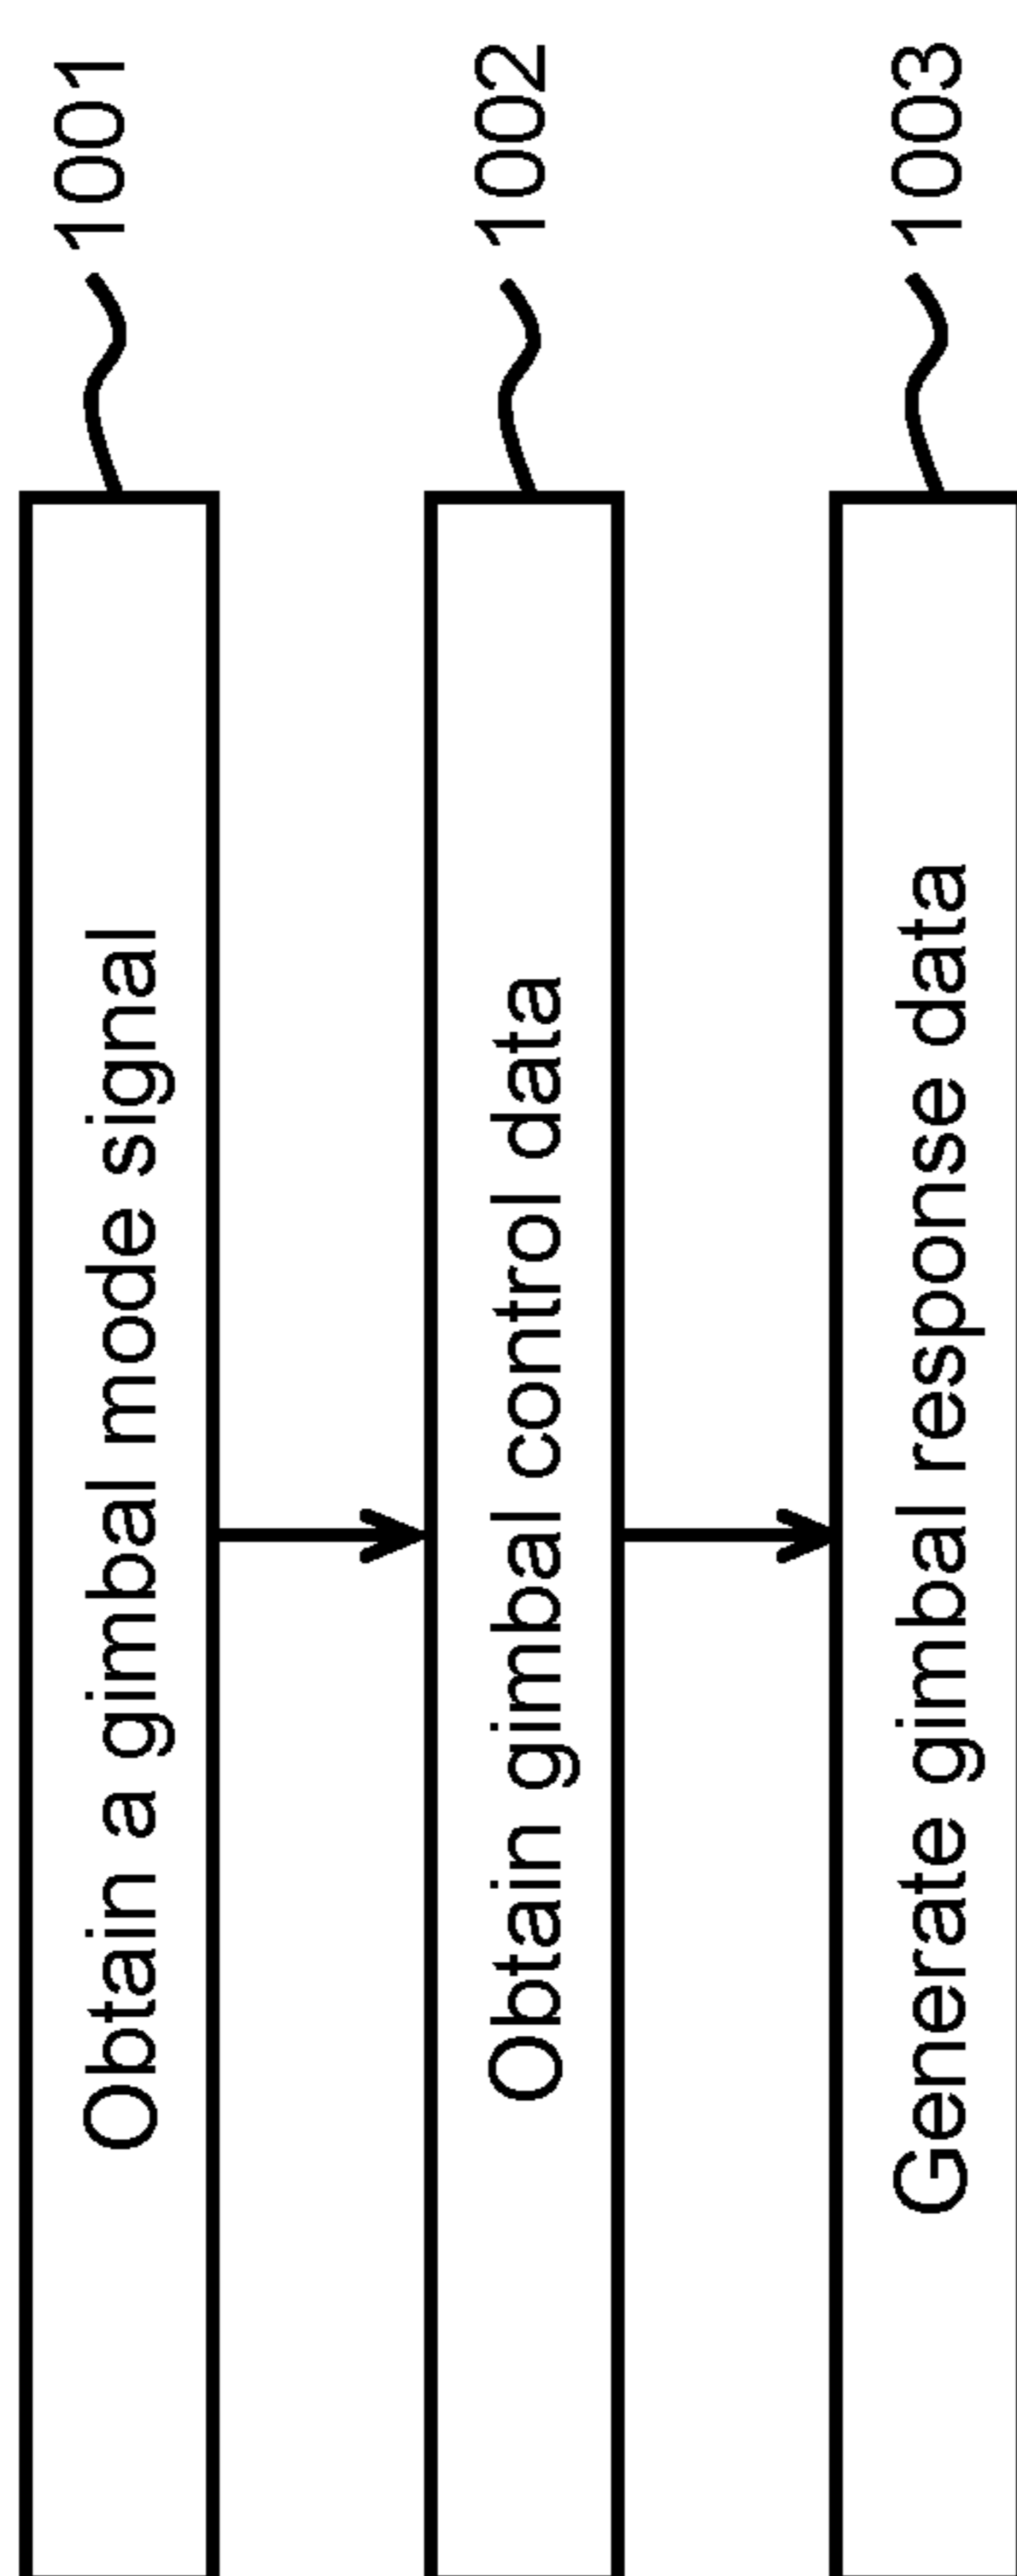 Obtain a gimbal mode signal
1001
Obtain gimbal control data
1002
Generate gimbal response data
1003